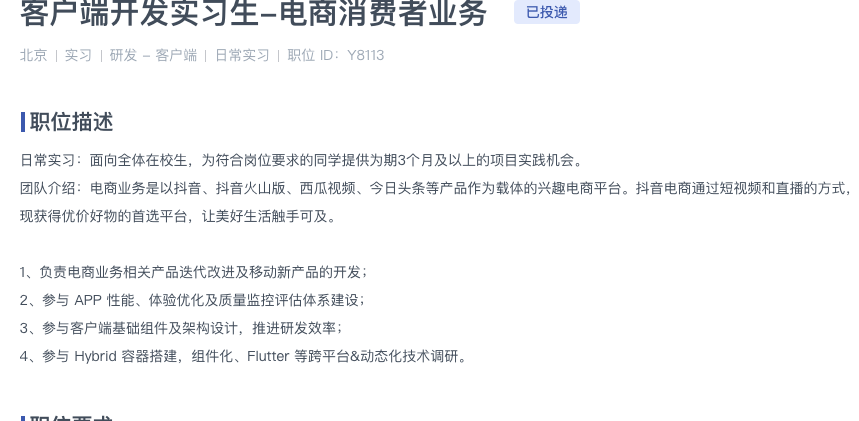 客户端开发实习生-电商消费者业务 已投递
北京 | 实习 | 研发 - 客户端 | 日常实习 | 职位 ID：Y8113
职位描述
日常实习：面向全体在校生，为符合岗位要求的同学提供为期3个月及以上的项目实践机会。
团队介绍：电商业务是以抖音、抖音火山版、西瓜视频、今日头条等产品作为载体的兴趣电商平台。抖音电商通过短视频和直播的方式，
现获得优价好物的首选平台，让美好生活触手可及。
1、负责电商业务相关产品迭代改进及移动新产品的开发；
2、参与 APP 性能、体验优化及质量监控评估体系建设；
3、参与客户端基础组件及架构设计，推进研发效率；
4、参与 Hybrid 容器搭建，组件化、Flutter 等跨平台&动态化技术调研。
职位要求